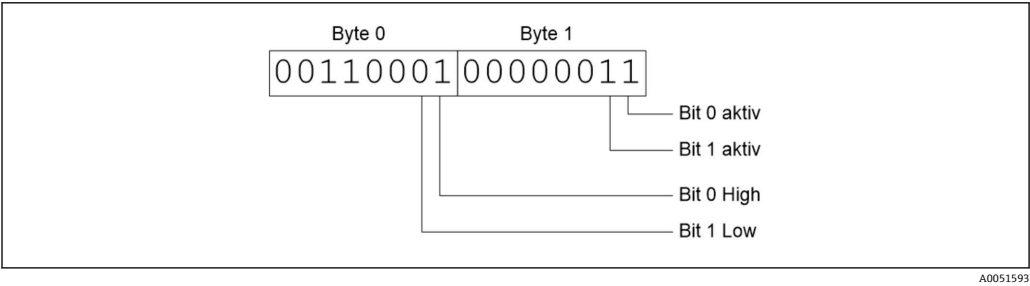 Byte 0 Byte 1
00110001 00000011
Bit 0 aktiv
Bit 1 aktiv
Bit 0 High
Bit 1 Low
A0051593